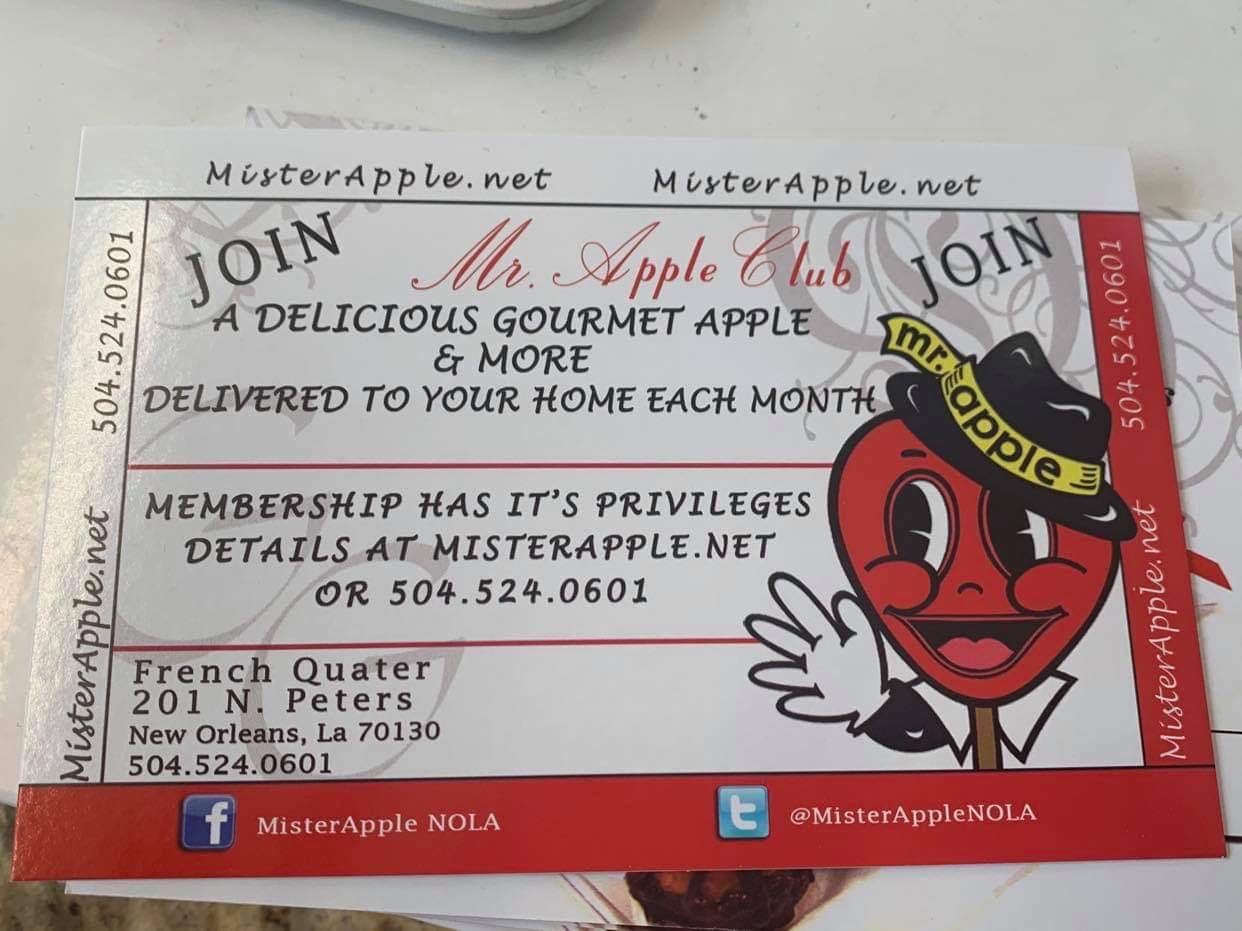 MisterApple.net MisterApple.net
JOIN Mr. Apple Club JOIN
A DELICIOUS GOURMET APPLE
& MORE
DELIVERED TO YOUR HOME EACH MONTH
mr. apple
MEMBERSHIP HAS IT'S PRIVILEGES
DETAILS AT MISTERAPPLE.NET
OR 504.524.0601
French Quater
201 N. Peters
New Orleans, La 70130
504.524.0601
MisterApple.net 504.524.0601
504.524.0601 MisterApple.net
f MisterApple NOLA t @MisterAppleNOLA